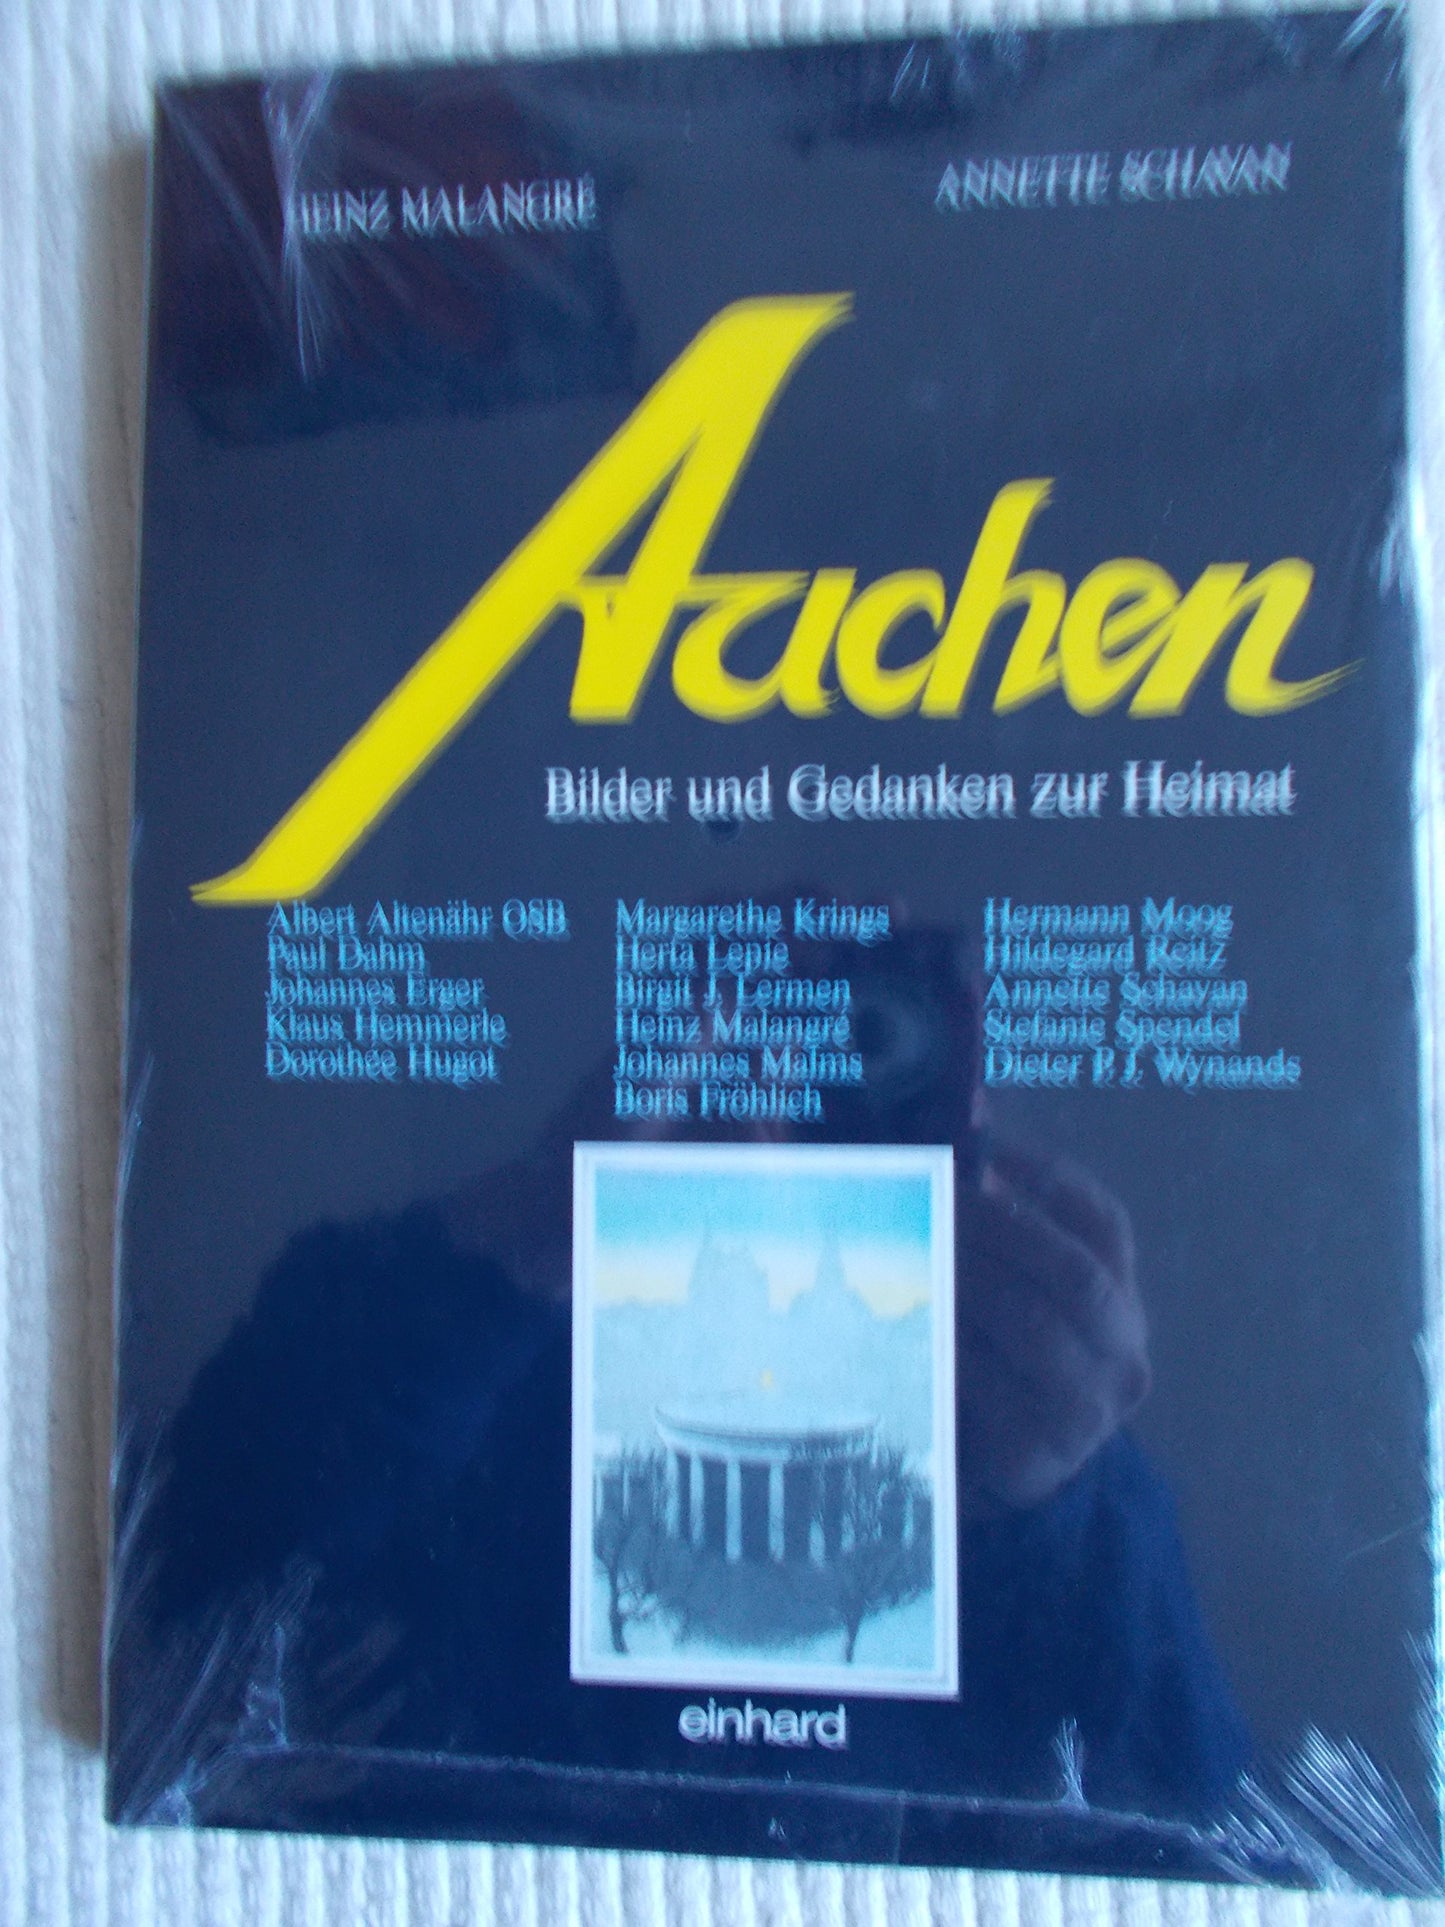 HEINZ MALANGRÉ
ANNETTE SCHAVAN
Aachen
Bilder und Gedanken zur Heimat
Albert Altenähr OSB
Paul Dahm
Johannes Erger
Klaus Hemmerle
Dorothée Hugot
Margarethe Krings
Herta Lepie
Birgit J. Lermen
Heinz Malangré
Johannes Malms
Boris Fröhlich
Hermann Moog
Hildegard Reitz
Annette Schavan
Stefanie Spendel
Dieter P. J. Wynands
einhard